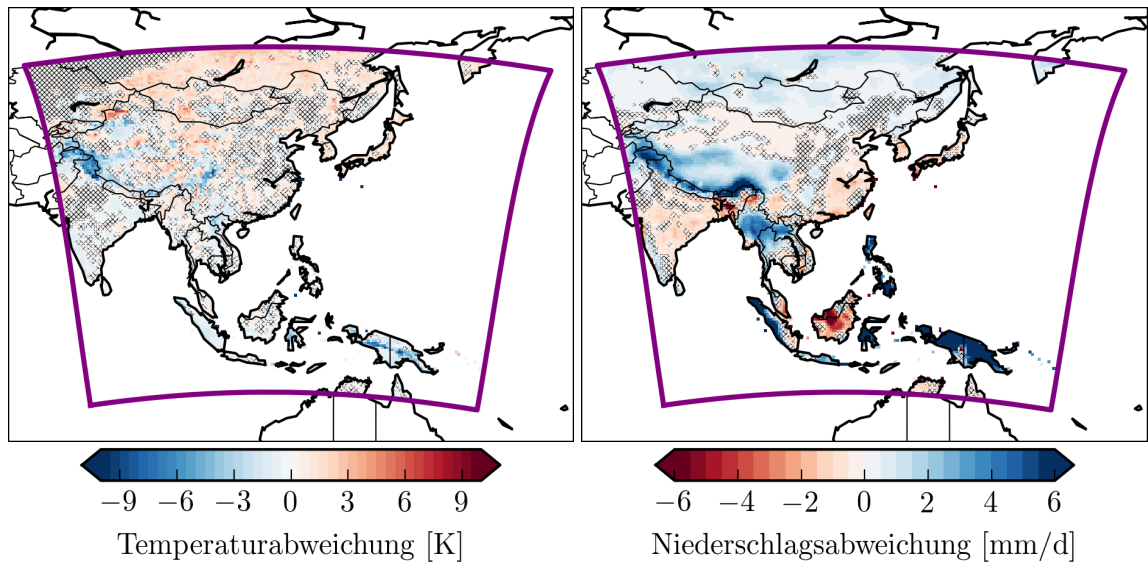 −9 −6 −3 0 3 6 9
Temperaturabweichung [K]
−6 −4 −2 0 2 4 6
Niederschlagsabweichung [mm/d]